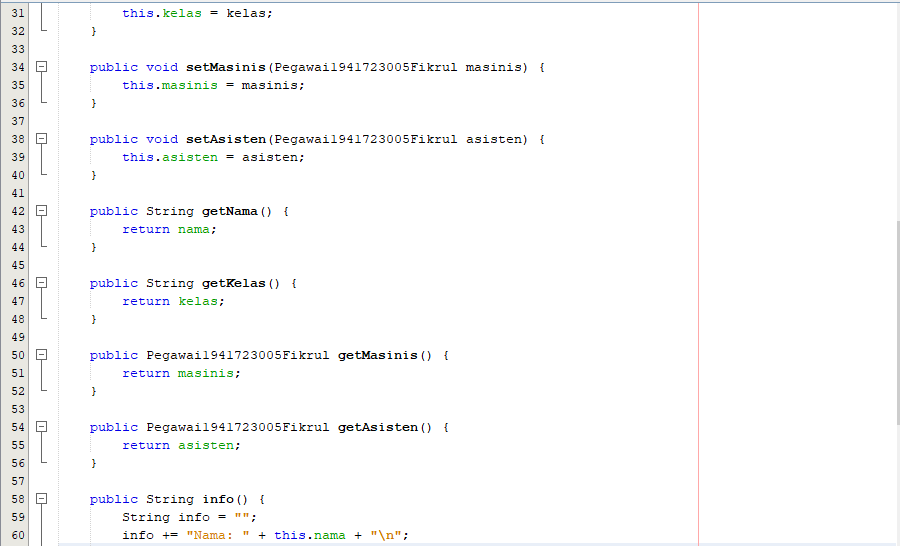 31 this.kelas = kelas;
32 }
33
34 public void setMasinis(Pegawai1941723005Fikrul masinis) {
35 this.masinis = masinis;
36 }
37
38 public void setAsisten(Pegawai1941723005Fikrul asisten) {
39 this.asisten = asisten;
40 }
41
42 public String getNama() {
43 return nama;
44 }
45
46 public String getKelas() {
47 return kelas;
48 }
49
50 public Pegawai1941723005Fikrul getMasinis() {
51 return masinis;
52 }
53
54 public Pegawai1941723005Fikrul getAsisten() {
55 return asisten;
56 }
57
58 public String info() {
59 String info = "";
60 info += "Nama: " + this.nama + "\n";